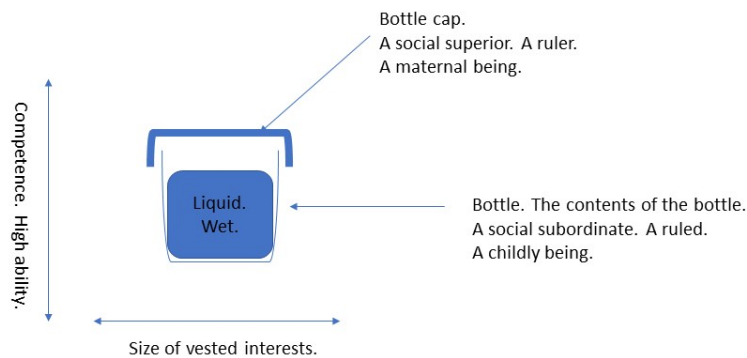 Bottle cap.
A social superior. A ruler.
A maternal being.
Competence. High ability.
Liquid.
Wet.
Bottle. The contents of the bottle.
A social subordinate. A ruled.
A childly being.
Size of vested interests.